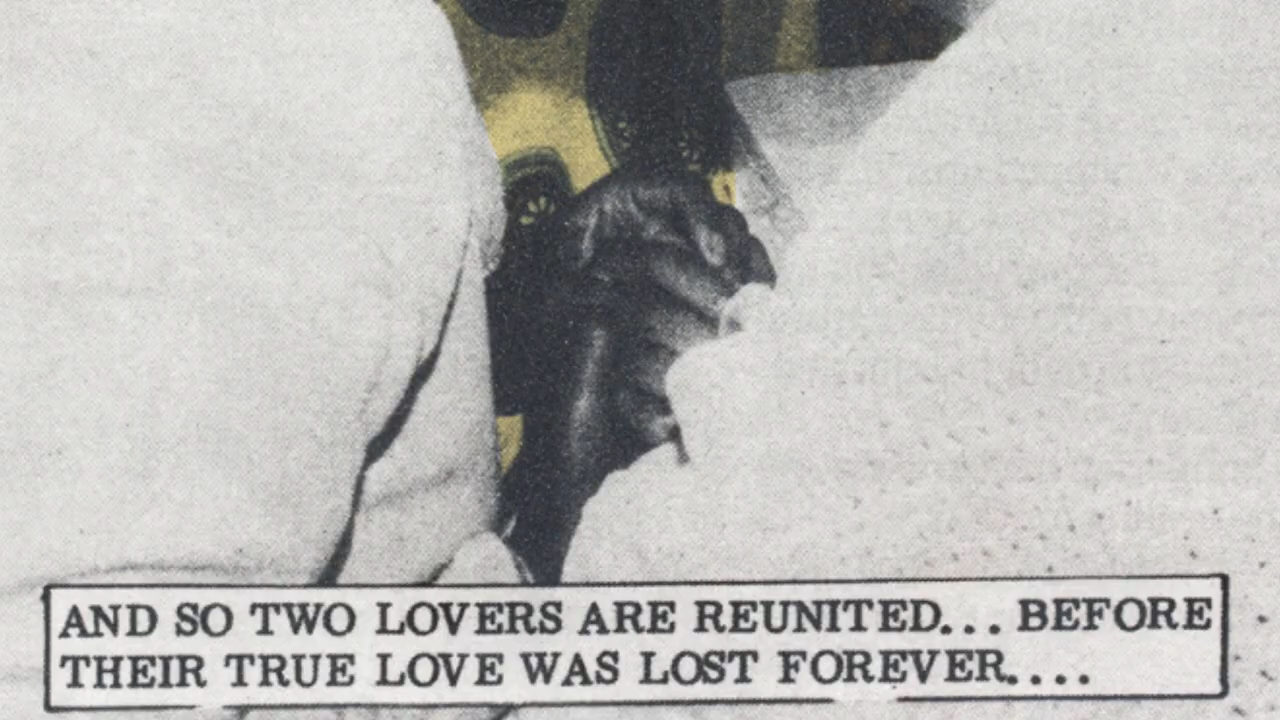 AND SO TWO LOVERS ARE REUNITED... BEFORE
THEIR TRUE LOVE WAS LOST FOREVER....